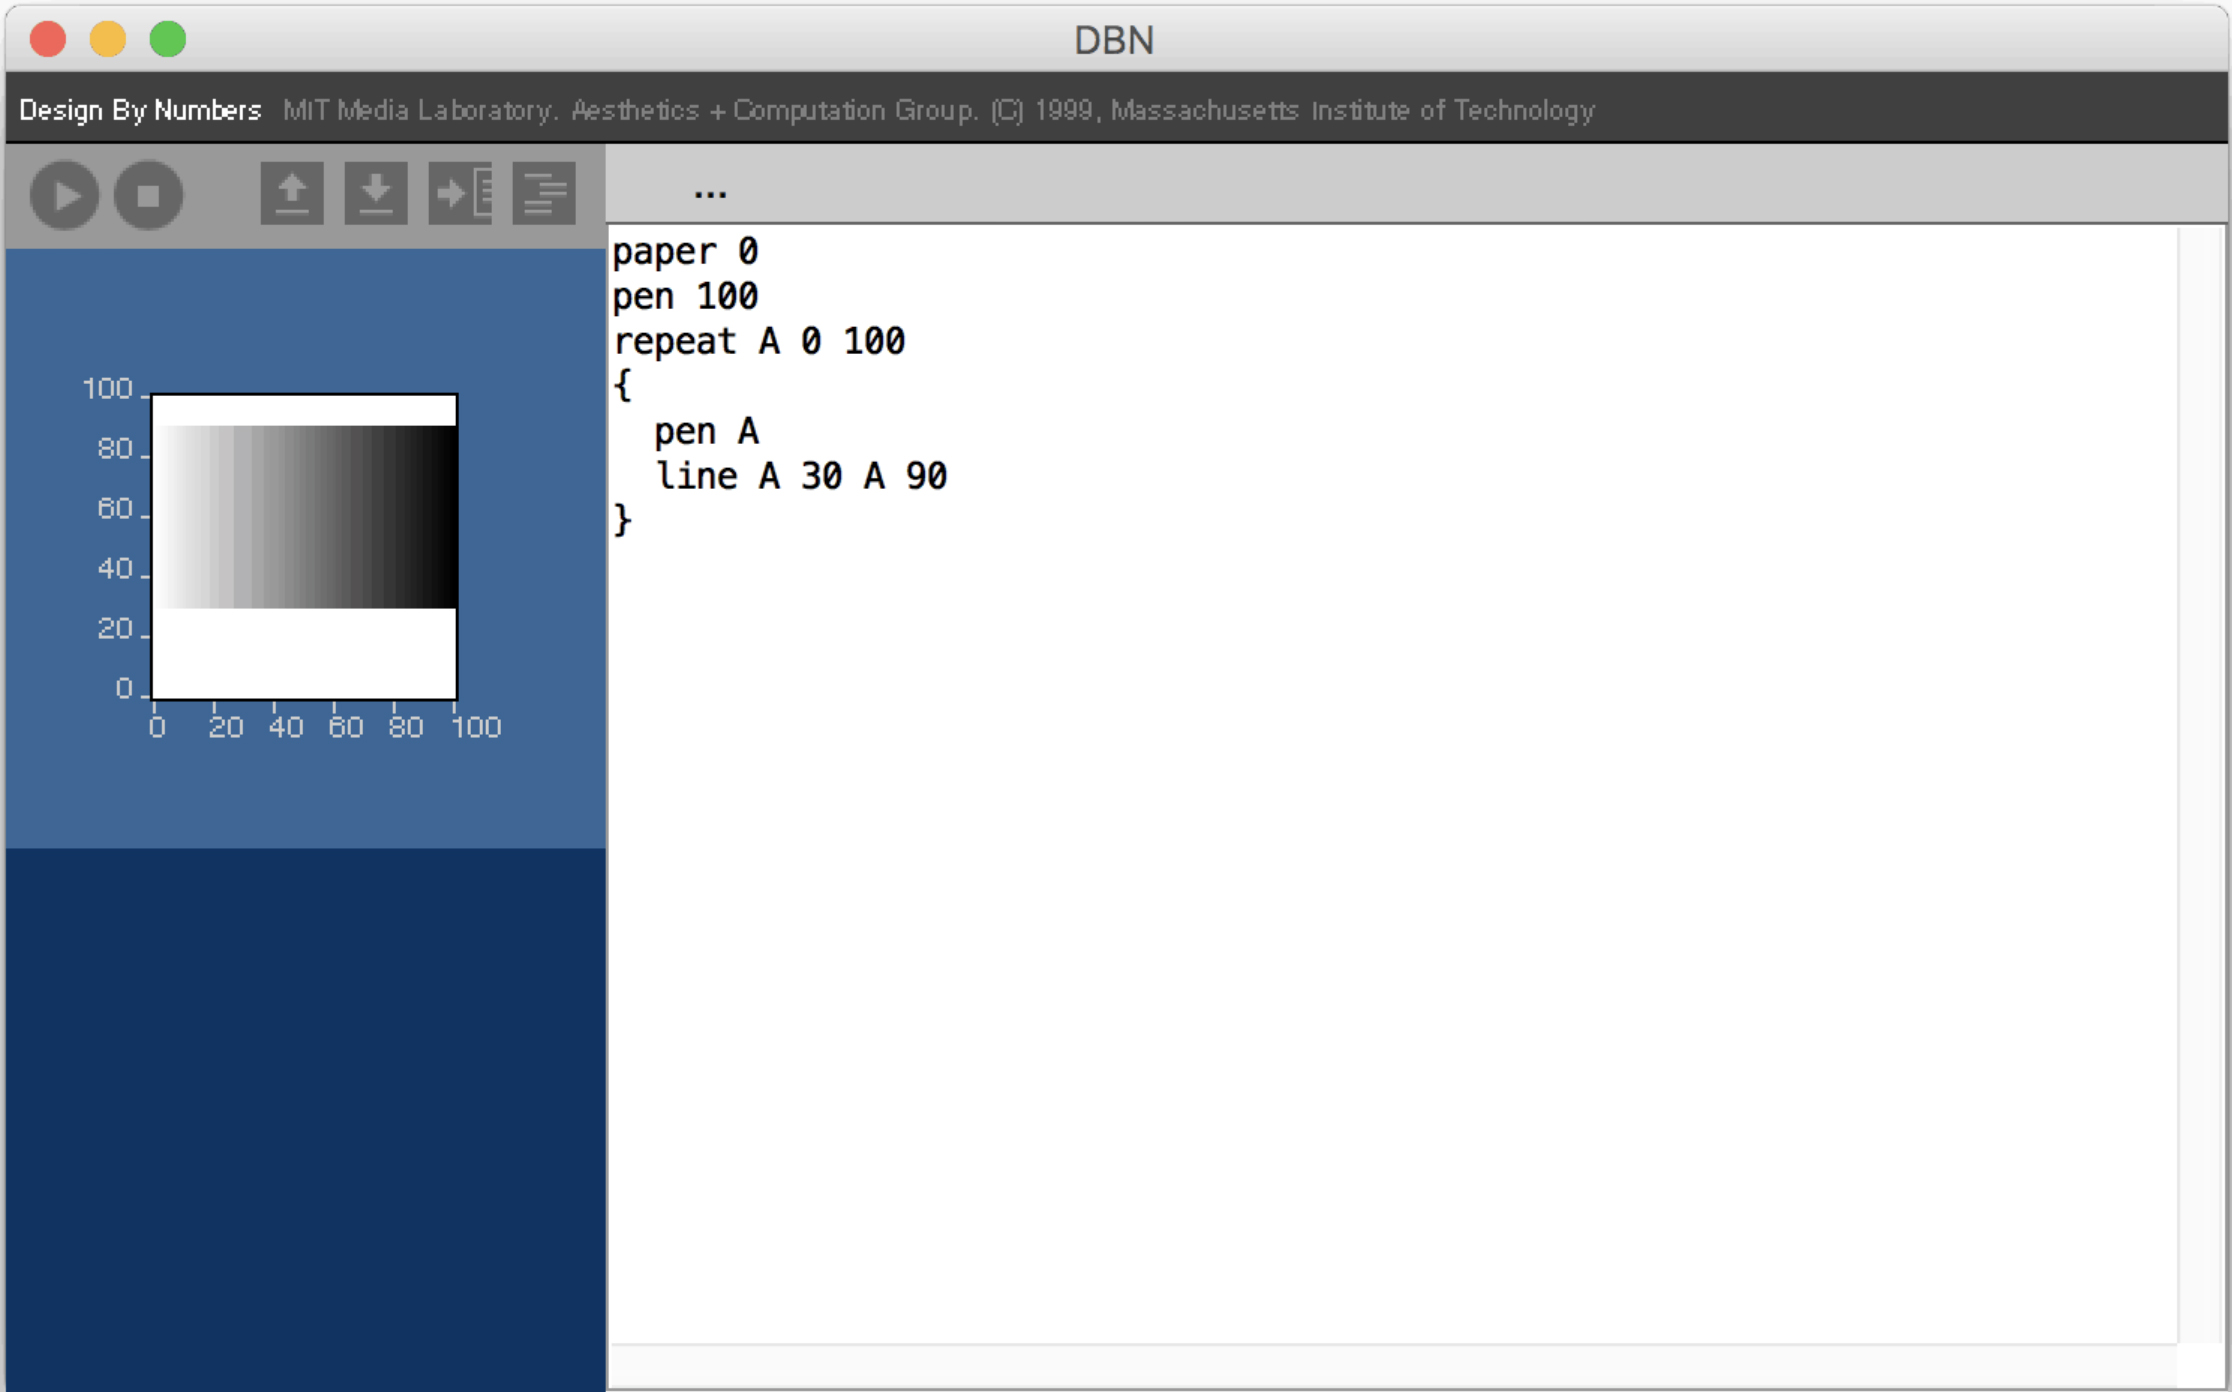 DBN
Design By Numbers MIT Media Laboratory. Aesthetics + Computation Group. (C) 1999, Massachusetts Institute of Technology
...
paper 0
pen 100
repeat A 0 100
{
  pen A
  line A 30 A 90
}
100
80
60
40
20
0
0 20 40 60 80 100